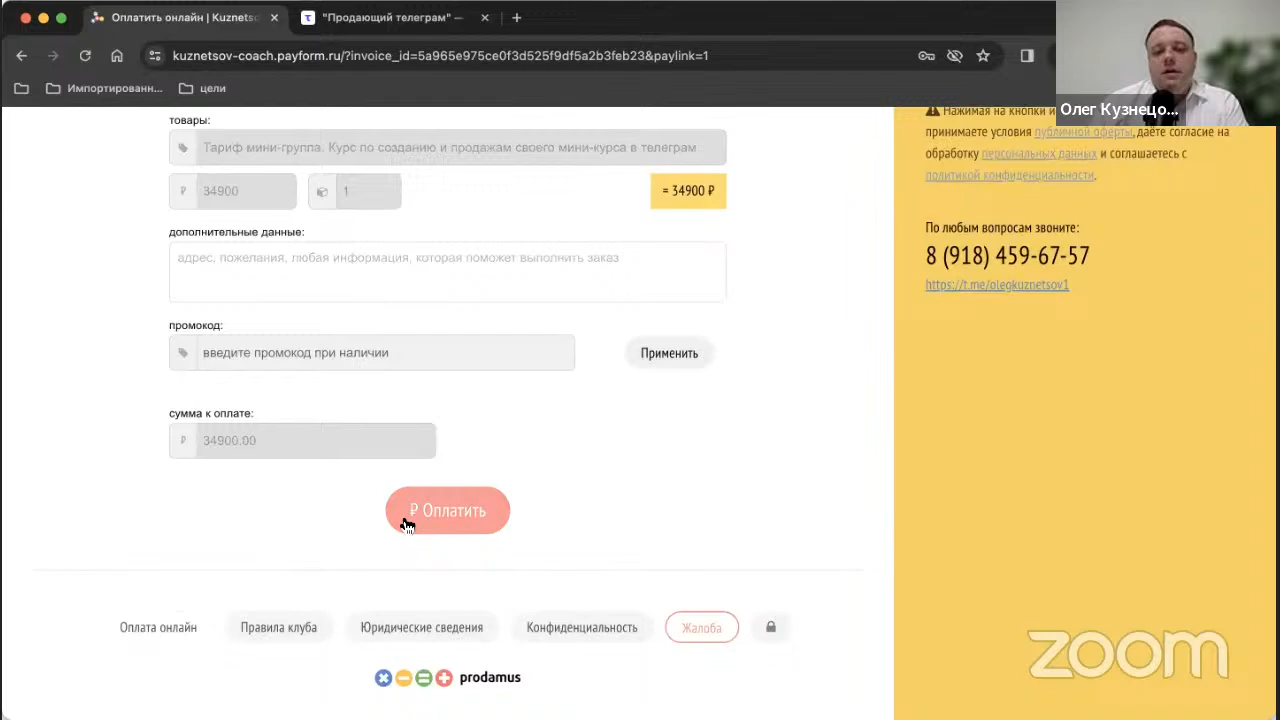 Оплатить онлайн | Kuznets
"Продающий телеграм" —
kuznetsov-coach.payform.ru/?invoice_id=5a965e975ce0f3d525f9df5a2b3feb23&paylink=1
Импортированн...
цели
Олег Кузнецо...
товары:
Тариф мини-группа. Курс по созданию и продажам своего мини-курса в телеграм
₽ 34900
1
= 34900 ₽
дополнительные данные:
адрес, пожелания, любая информация, которая поможет выполнить заказ
промокод:
введите промокод при наличии
Применить
сумма к оплате:
₽ 34900.00
₽ Оплатить
Оплата онлайн
Правила клуба
Юридические сведения
Конфиденциальность
Жалоба
prodamus
Нажимая на кнопки и
принимаете условия публичной оферты, даёте согласие на
обработку персональных данных и соглашаетесь с
политикой конфиденциальности.
По любым вопросам звоните:
8 (918) 459-67-57
https://t.me/olegkuznetsov1
zoom